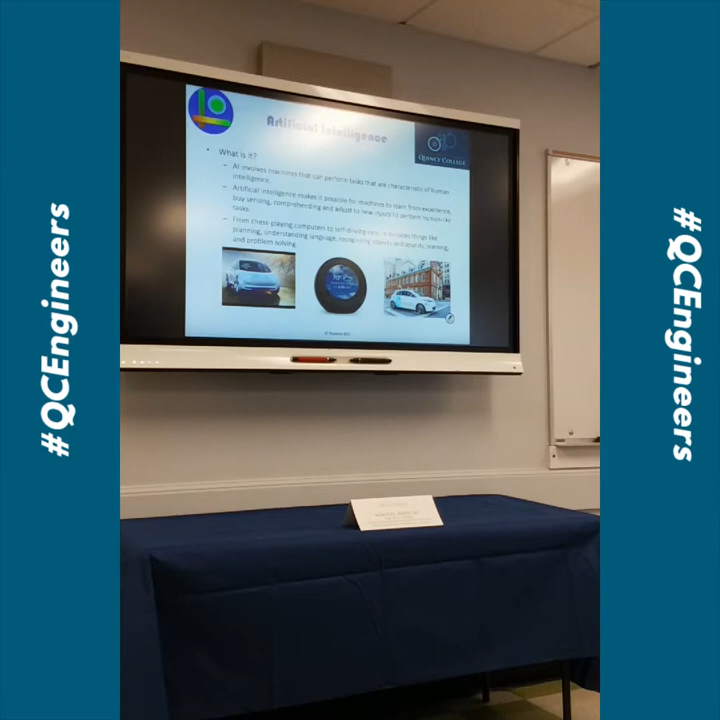 #QCEngineers
Artificial Intelligence
QUINCY COLLEGE
• What is it?
– AI involves machines that can perform tasks that are characteristic of human
intelligence.
– Artificial intelligence makes it possible for machines to learn from experience,
buy sensing, comprehending and adjust to new inputs to perform human-like
tasks.
– From chess-playing computers to self-driving cars, it includes things like
planning, understanding language, recognizing objects and sounds, learning,
and problem solving.
#QCEngineers